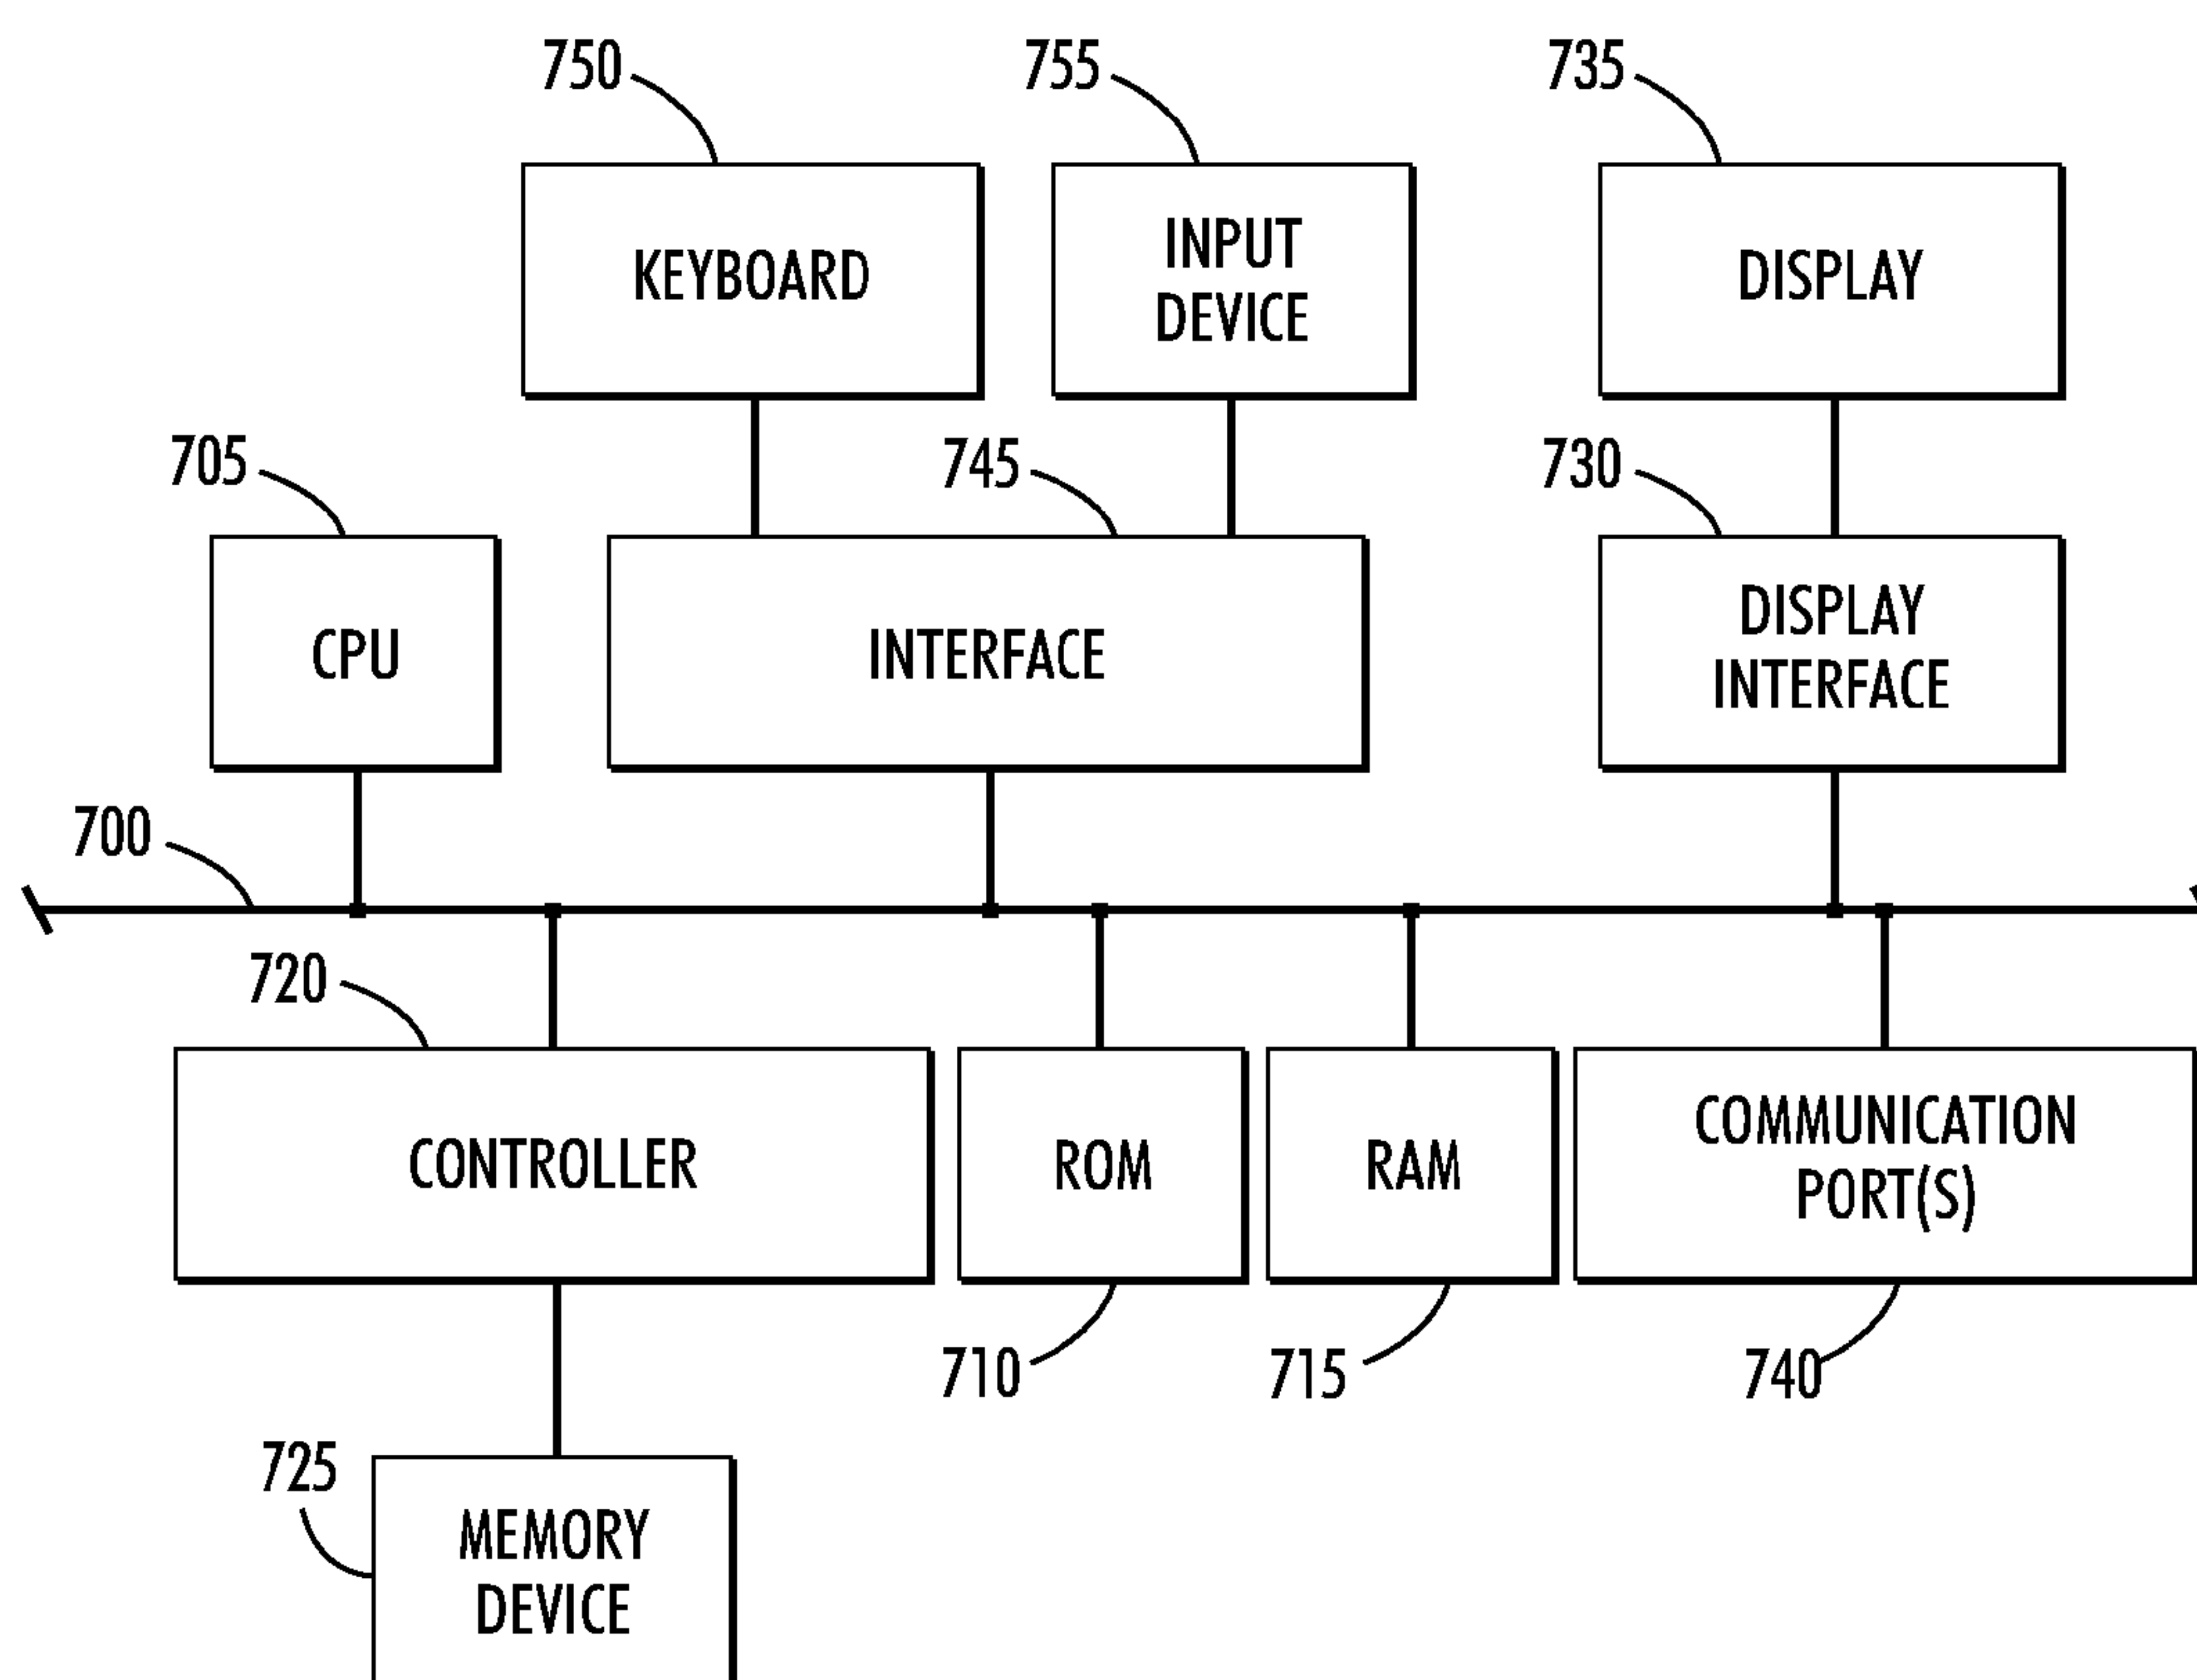 750
755
735
KEYBOARD
INPUT
DEVICE
DISPLAY
705
745
730
CPU
INTERFACE
DISPLAY
INTERFACE
700
720
CONTROLLER
ROM
RAM
COMMUNICATION
PORT(S)
710
715
740
725
MEMORY
DEVICE